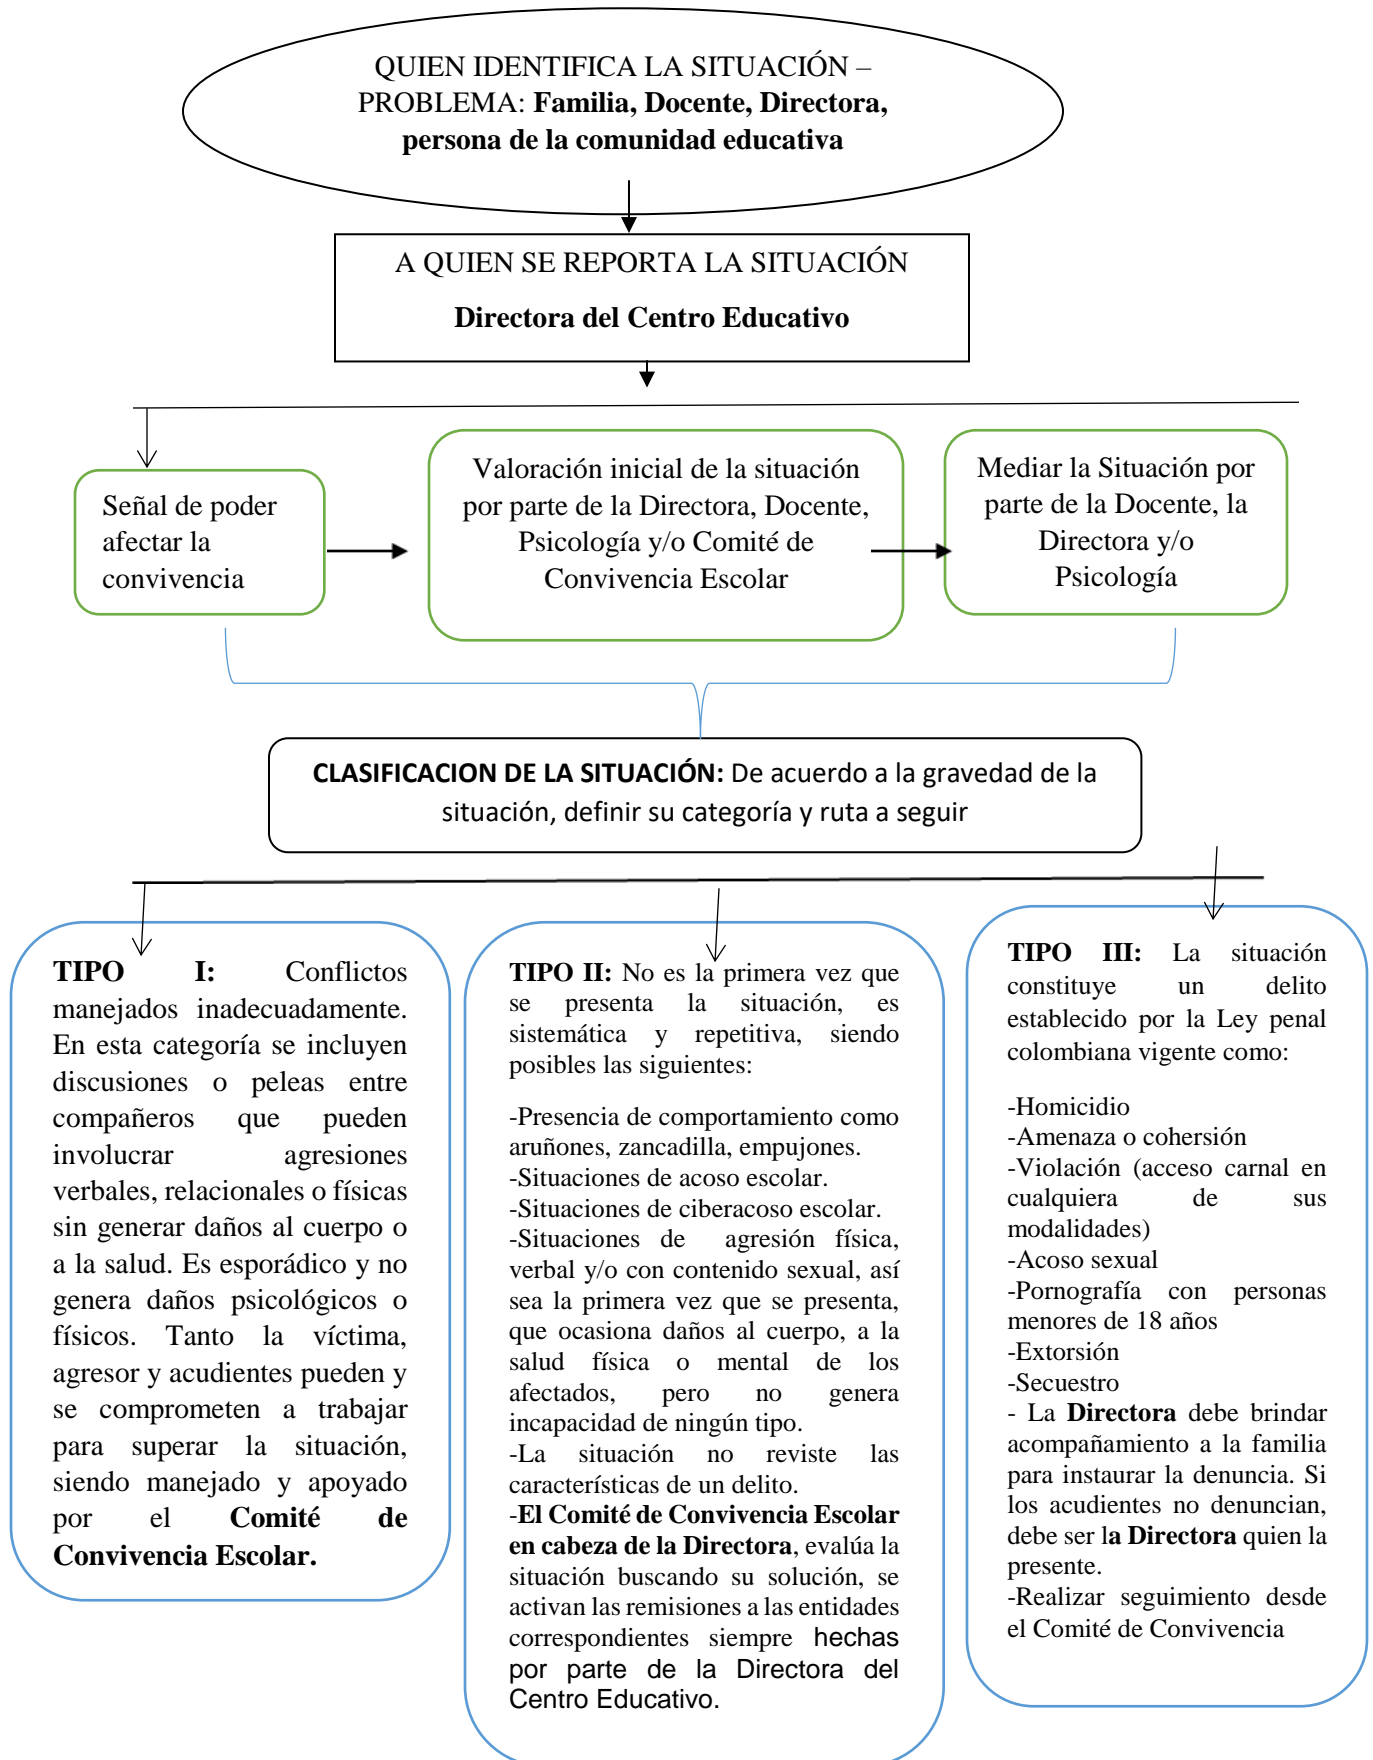 QUIEN IDENTIFICA LA SITUACIÓN –
PROBLEMA: Familia, Docente, Directora,
persona de la comunidad educativa
A QUIEN SE REPORTA LA SITUACIÓN
Directora del Centro Educativo
Señal de poder
afectar la
convivencia
Valoración inicial de la situación
por parte de la Directora, Docente,
Psicología y/o Comité de
Convivencia Escolar
Mediar la Situación por
parte de la Docente, la
Directora y/o
Psicología
CLASIFICACION DE LA SITUACIÓN: De acuerdo a la gravedad de la
situación, definir su categoría y ruta a seguir
TIPO I: Conflictos
manejados inadecuadamente.
En esta categoría se incluyen
discusiones o peleas entre
compañeros que pueden
involucrar agresiones
verbales, relacionales o físicas
sin generar daños al cuerpo o
a la salud. Es esporádico y no
genera daños psicológicos o
físicos. Tanto la víctima,
agresor y acudientes pueden y
se comprometen a trabajar
para superar la situación,
siendo manejado y apoyado
por el Comité de
Convivencia Escolar.
TIPO II: No es la primera vez que
se presenta la situación, es
sistemática y repetitiva, siendo
posibles las siguientes:
-Presencia de comportamiento como
aruñones, zancadilla, empujones.
-Situaciones de acoso escolar.
-Situaciones de ciberacoso escolar.
-Situaciones de agresión física,
verbal y/o con contenido sexual, así
sea la primera vez que se presenta,
que ocasiona daños al cuerpo, a la
salud física o mental de los
afectados, pero no genera
incapacidad de ningún tipo.
-La situación no reviste las
características de un delito.
-El Comité de Convivencia Escolar
en cabeza de la Directora, evalúa la
situación buscando su solución, se
activan las remisiones a las entidades
correspondientes siempre hechas
por parte de la Directora del
Centro Educativo.
TIPO III: La situación
constituye un delito
establecido por la Ley penal
colombiana vigente como:
-Homicidio
-Amenaza o cohersión
-Violación (acceso carnal en
cualquiera de sus
modalidades)
-Acoso sexual
-Pornografía con personas
menores de 18 años
-Extorsión
-Secuestro
- La Directora debe brindar
acompañamiento a la familia
para instaurar la denuncia. Si
los acudientes no denuncian,
debe ser la Directora quien la
presente.
-Realizar seguimiento desde
el Comité de Convivencia